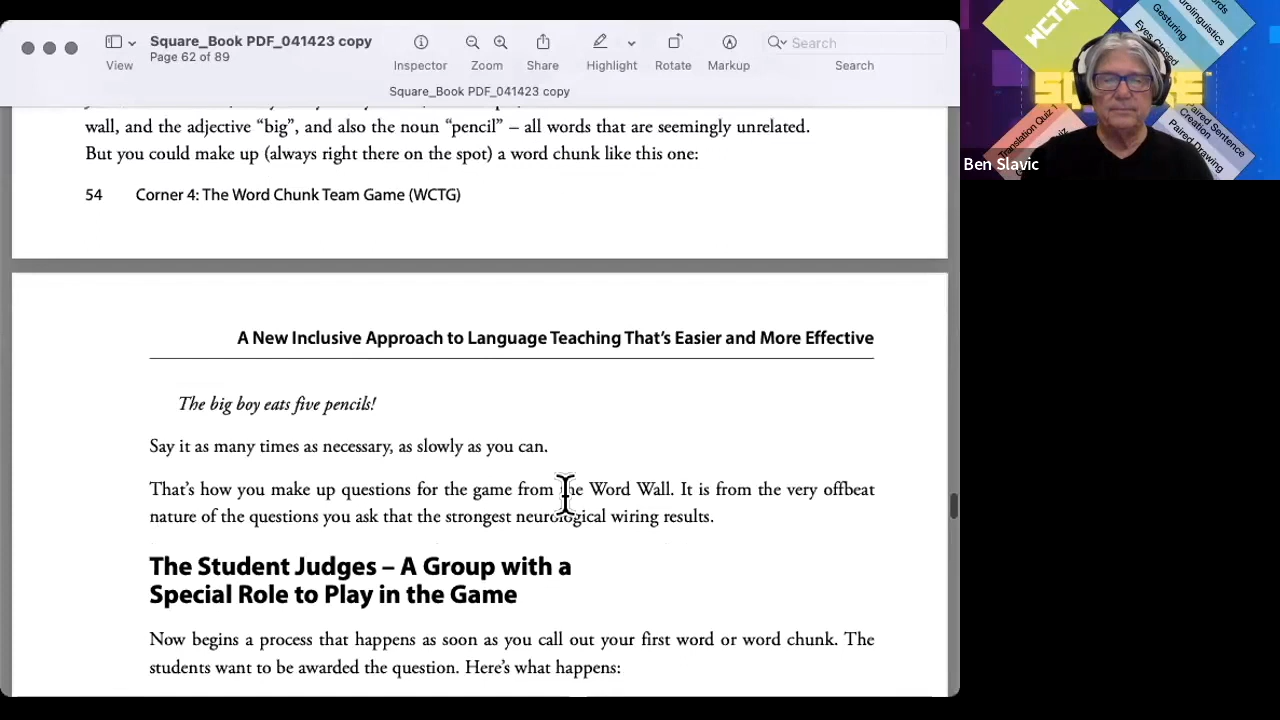 Square_Book PDF_041423 copy
Page 62 of 89
View
Inspector
Zoom
Share
Highlight
Rotate
Markup
Search
Search
Square_Book PDF_041423 copy
wall, and the adjective “big”, and also the noun “pencil” – all words that are seemingly unrelated.
But you could make up (always right there on the spot) a word chunk like this one:
54 Corner 4: The Word Chunk Team Game (WCTG)
A New Inclusive Approach to Language Teaching That’s Easier and More Effective
The big boy eats five pencils!
Say it as many times as necessary, as slowly as you can.
That’s how you make up questions for the game from the Word Wall. It is from the very offbeat
nature of the questions you ask that the strongest neurological wiring results.
The Student Judges – A Group with a
Special Role to Play in the Game
Now begins a process that happens as soon as you call out your first word or word chunk. The
students want to be awarded the question. Here’s what happens:
WCTG
Gesturing
Eyes Closed
Translation Quiz 1
Creation
Paired Drawing
Ben Slavic